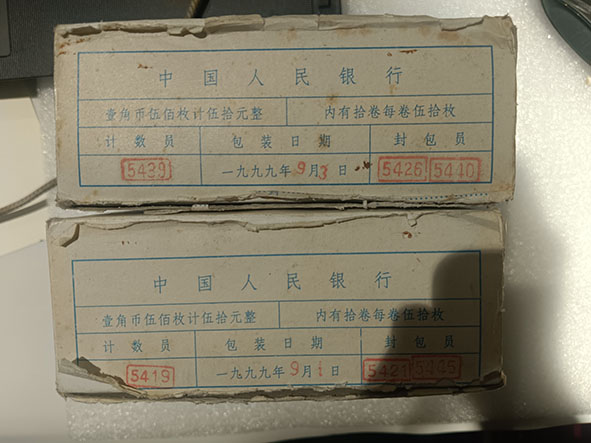 中国人民银行
壹角币伍佰枚计伍拾元整 内有拾卷每卷伍拾枚
计数员 包装日期 封包员
5439 一九九九年9月3日 5426 5440
中国人民银行
壹角币伍佰枚计伍拾元整 内有拾卷每卷伍拾枚
计数员 包装日期 封包员
5419 一九九九年9月1日 5421 5445